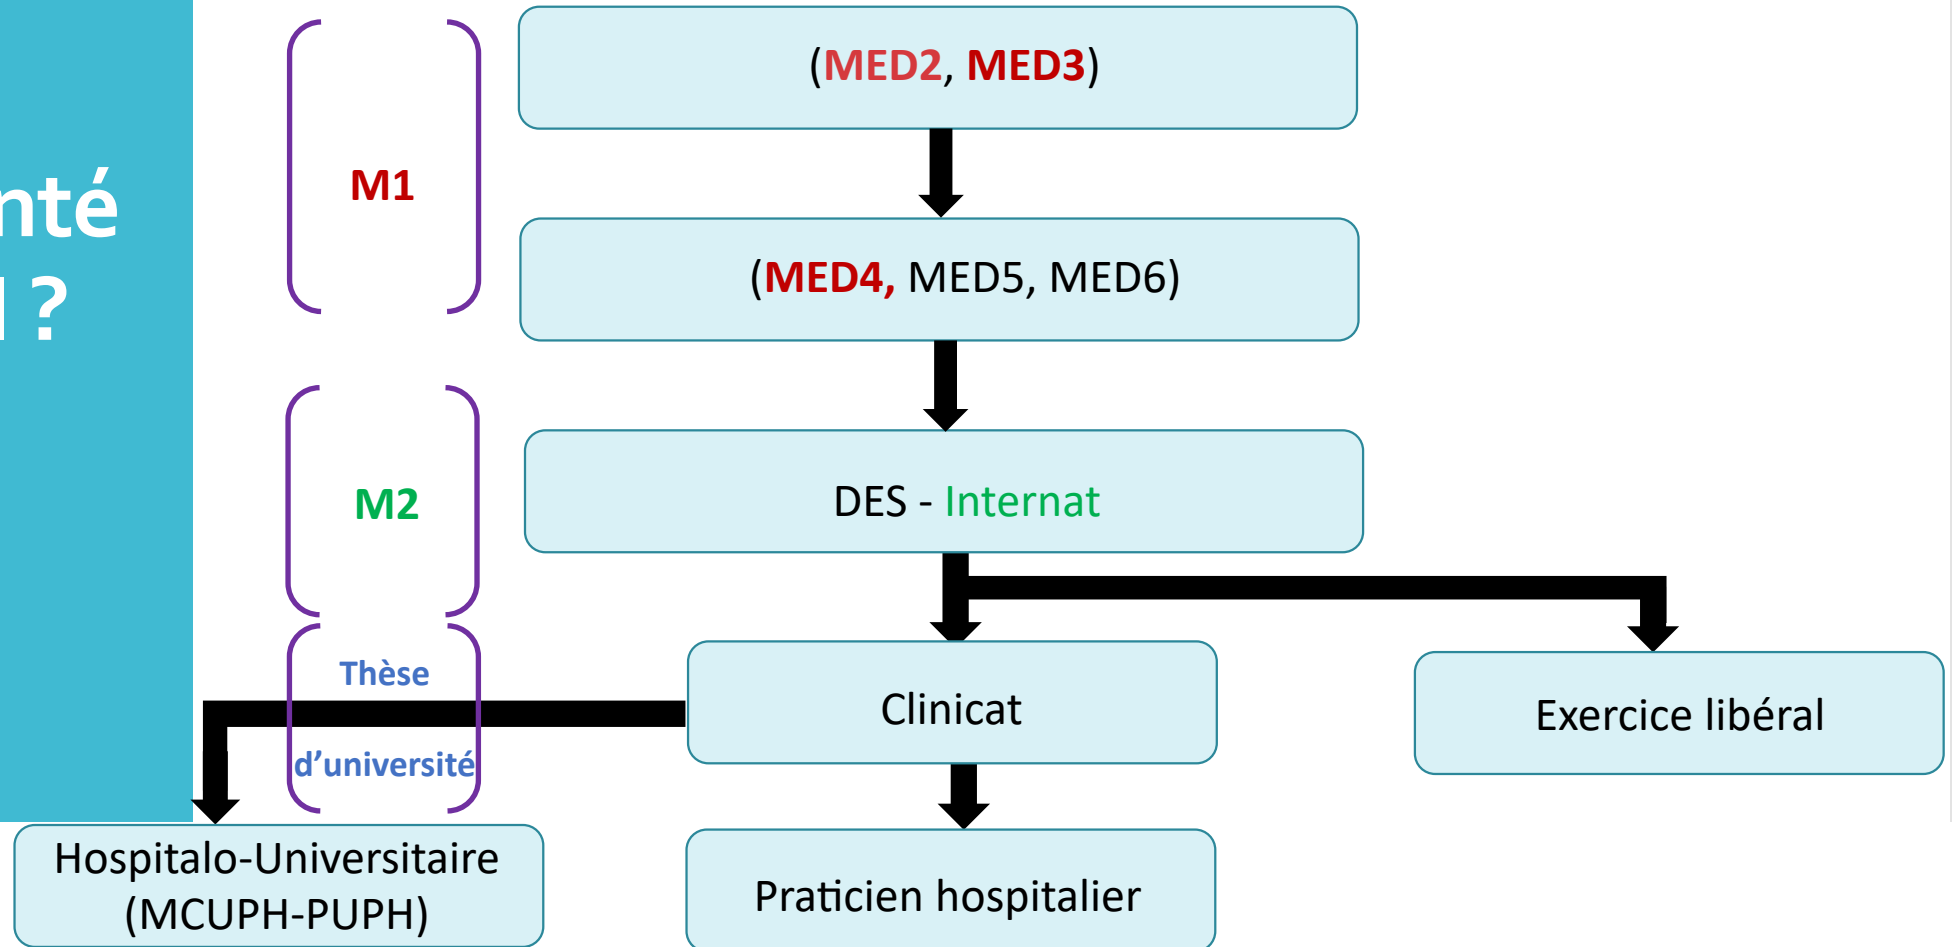 (MED2, MED3)
M1
?
(MED4, MED5, MED6)
M2
DES - Internat
Thèse
d’université
Clinicat
Exercice libéral
Hospitalo-Universitaire
(MCUPH-PUPH)
Praticien hospitalier